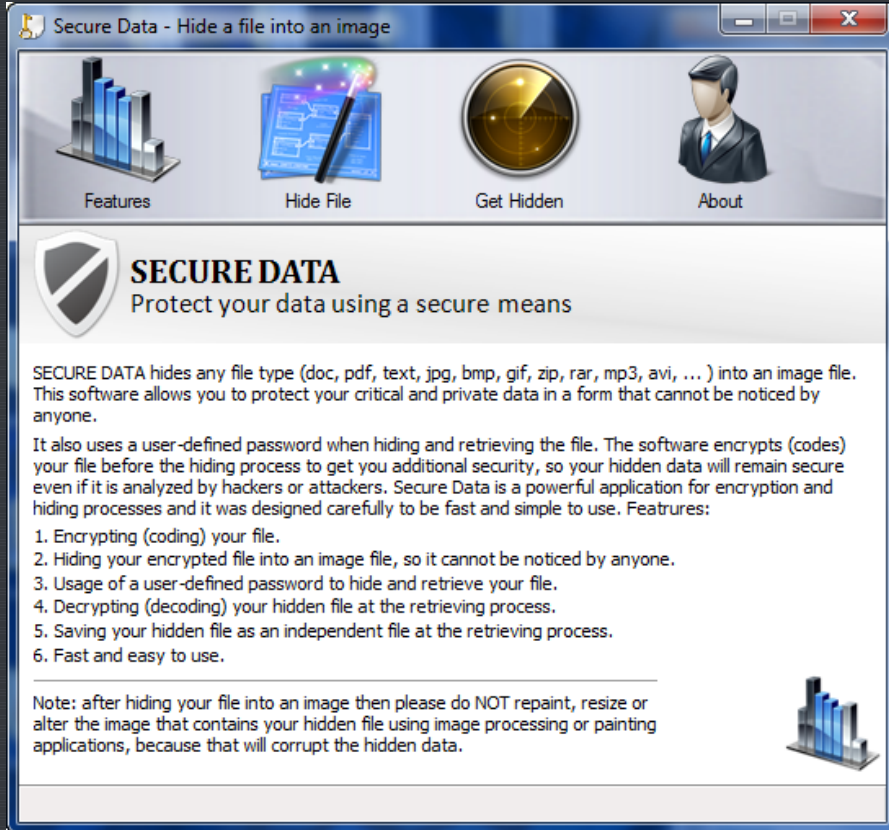 Secure Data - Hide a file into an image
Features
Hide File
Get Hidden
About
SECURE DATA
Protect your data using a secure means
SECURE DATA hides any file type (doc, pdf, text, jpg, bmp, gif, zip, rar, mp3, avi, ... ) into an image file.
This software allows you to protect your critical and private data in a form that cannot be noticed by
anyone.
It also uses a user-defined password when hiding and retrieving the file. The software encrypts (codes)
your file before the hiding process to get you additional security, so your hidden data will remain secure
even if it is analyzed by hackers or attackers. Secure Data is a powerful application for encryption and
hiding processes and it was designed carefully to be fast and simple to use. Featrures:
1. Encrypting (coding) your file.
2. Hiding your encrypted file into an image file, so it cannot be noticed by anyone.
3. Usage of a user-defined password to hide and retrieve your file.
4. Decrypting (decoding) your hidden file at the retrieving process.
5. Saving your hidden file as an independent file at the retrieving process.
6. Fast and easy to use.
Note: after hiding your file into an image then please do NOT repaint, resize or
alter the image that contains your hidden file using image processing or painting
applications, because that will corrupt the hidden data.